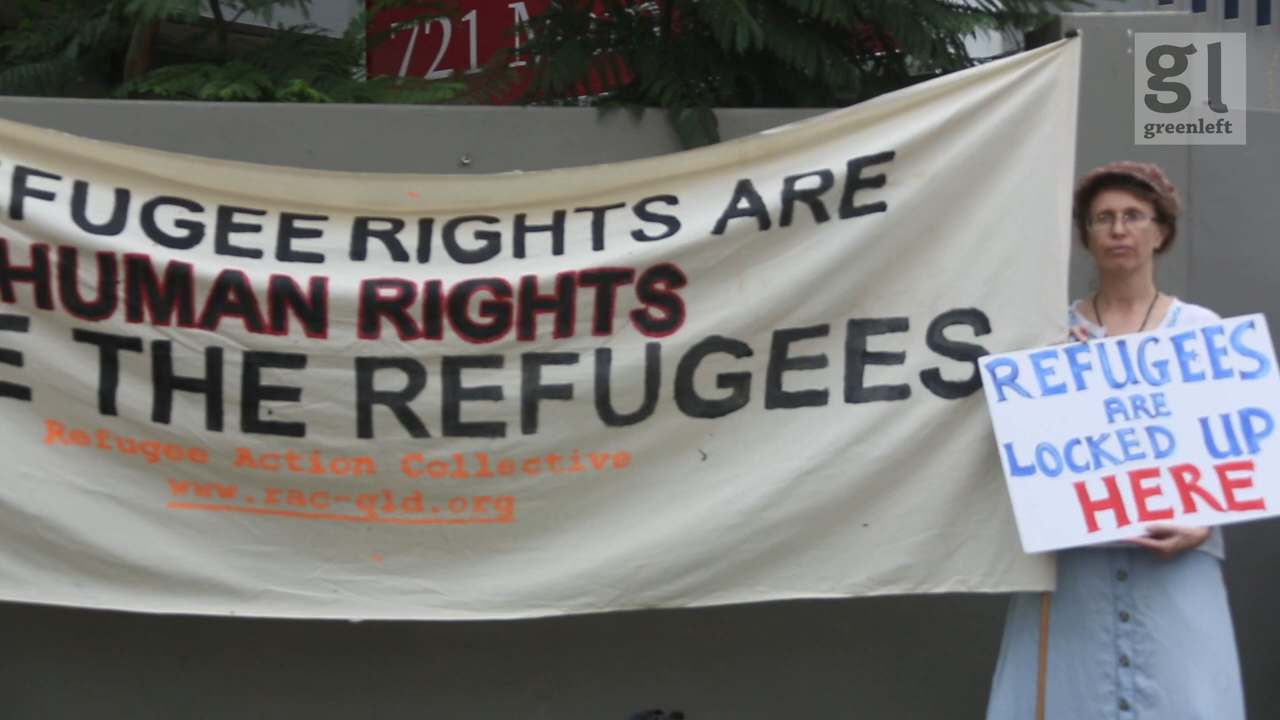 721
gl
greenleft
EFUGEE RIGHTS ARE
HUMAN RIGHTS
E THE REFUGEES
Refugee Action Collective
www.rac-qld.org
REFUGEES
ARE
LOCKED UP
HERE